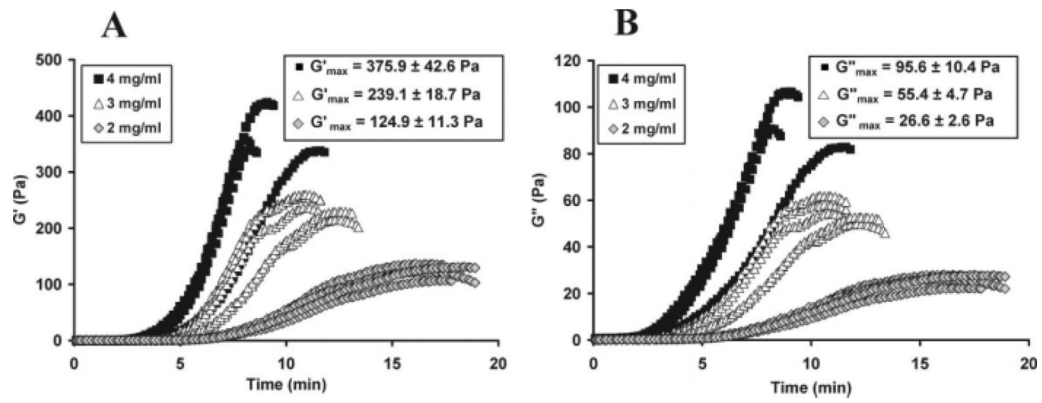 A
500
400
300
200
100
0
G' (Pa)
4 mg/ml
3 mg/ml
2 mg/ml
G'max = 375.9 ± 42.6 Pa
G'max = 239.1 ± 18.7 Pa
G'max = 124.9 ± 11.3 Pa
0 5 10 15 20
Time (min)
B
120
100
80
60
40
20
0
G" (Pa)
4 mg/ml
3 mg/ml
2 mg/ml
G"max = 95.6 ± 10.4 Pa
G"max = 55.4 ± 4.7 Pa
G"max = 26.6 ± 2.6 Pa
0 5 10 15 20
Time (min)